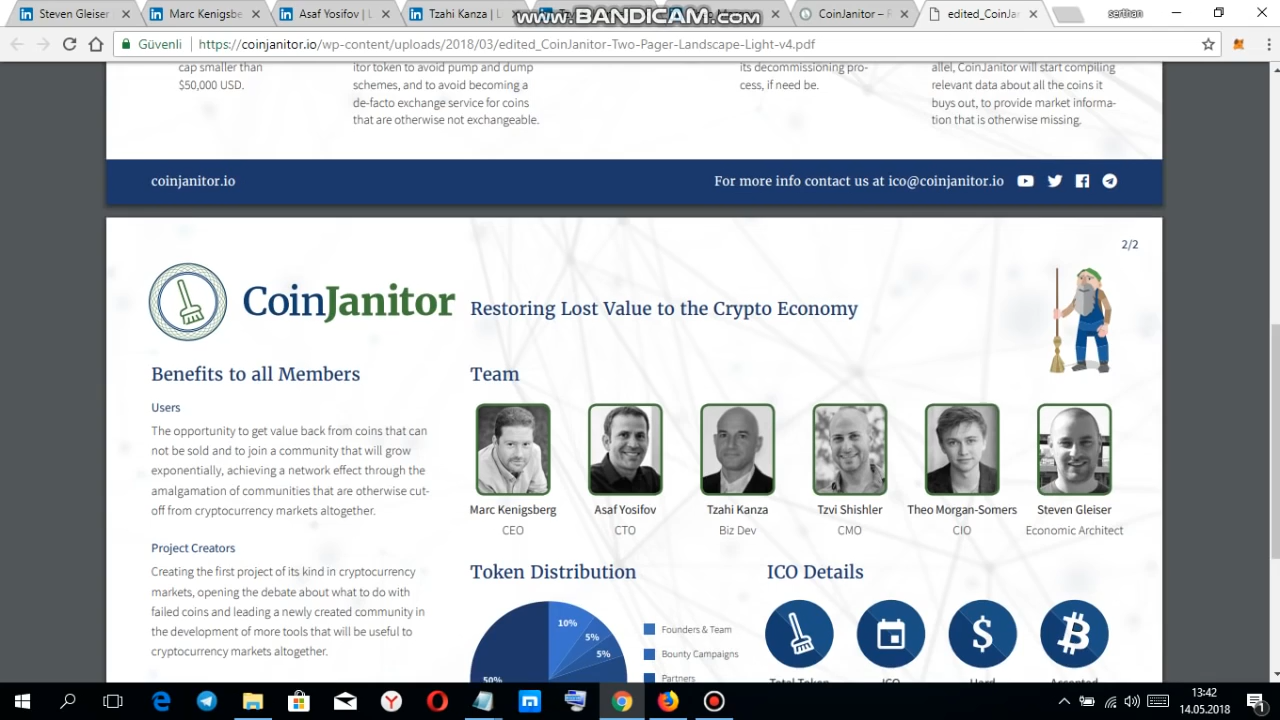 Steven Gleiser
Marc Kenigsbe
Asaf Yosifov | L
Tzahi Kanza | L
www.BANDICAM.com
CoinJanitor – R
edited_CoinJan
serthan
Güvenli
https://coinjanitor.io/wp-content/uploads/2018/03/edited_CoinJanitor-Two-Pager-Landscape-Light-v4.pdf
cap smaller than
$50,000 USD.
itor token to avoid pump and dump
schemes, and to avoid becoming a
de-facto exchange service for coins
that are otherwise not exchangeable.
its decommissioning pro-
cess, if need be.
allel, CoinJanitor will start compiling
relevant data about all the coins it
buys out, to provide market informa-
tion that is otherwise missing.
coinjanitor.io
For more info contact us at ico@coinjanitor.io
2/2
CoinJanitor
Restoring Lost Value to the Crypto Economy
Benefits to all Members
Users
The opportunity to get value back from coins that can
not be sold and to join a community that will grow
exponentially, achieving a network effect through the
amalgamation of communities that are otherwise cut-
off from cryptocurrency markets altogether.
Project Creators
Creating the first project of its kind in cryptocurrency
markets, opening the debate about what to do with
failed coins and leading a newly created community in
the development of more tools that will be useful to
cryptocurrency markets altogether.
Team
Marc Kenigsberg
CEO
Asaf Yosifov
CTO
Tzahi Kanza
Biz Dev
Tzvi Shishler
CMO
Theo Morgan-Somers
CIO
Steven Gleiser
Economic Architect
Token Distribution
10%
5%
5%
50%
Founders & Team
Bounty Campaigns
Partners
ICO Details
Total Token
ICO
Hard
Accepted
13:42
14.05.2018